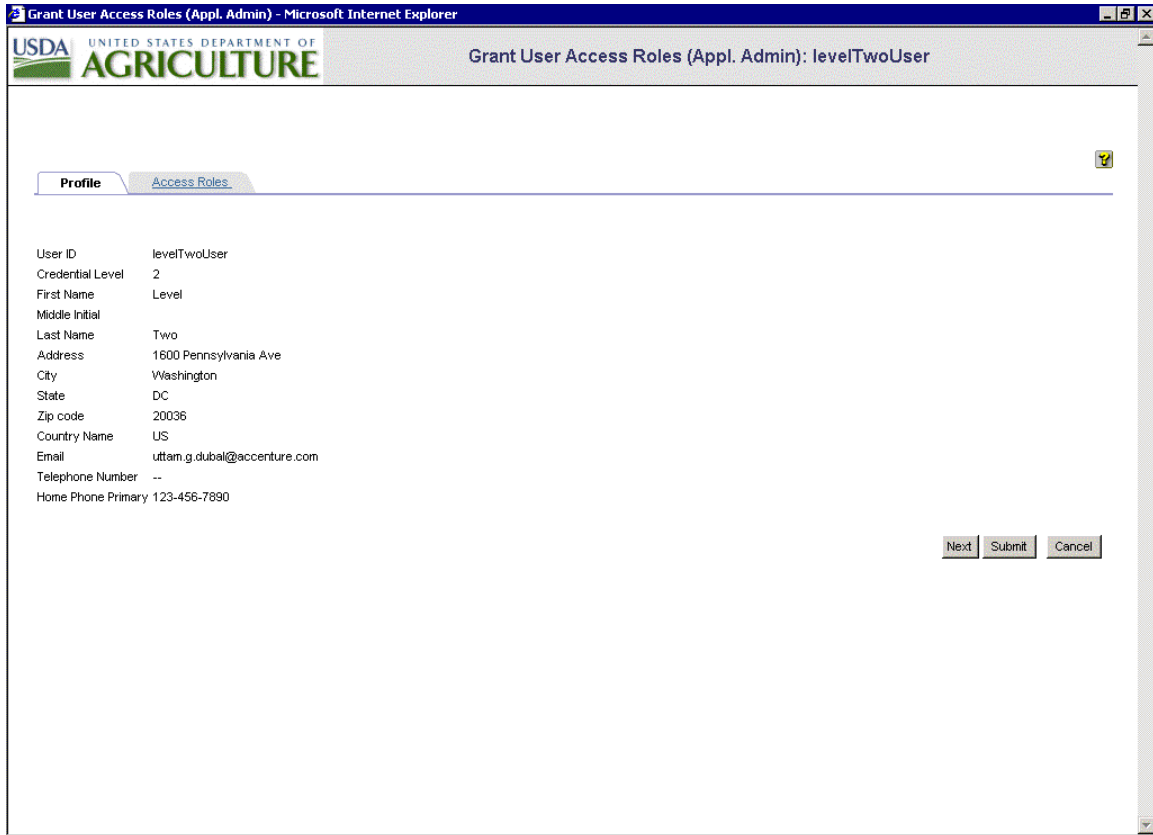 Grant User Access Roles (Appl. Admin) - Microsoft Internet Explorer
USDA UNITED STATES DEPARTMENT OF
AGRICULTURE
Grant User Access Roles (Appl. Admin): levelTwoUser
?
Profile Access Roles
User ID levelTwoUser
Credential Level 2
First Name Level
Middle Initial
Last Name Two
Address 1600 Pennsylvania Ave
City Washington
State DC
Zip code 20036
Country Name US
Email uttam.g.dubal@accenture.com
Telephone Number --
Home Phone Primary 123-456-7890
Next Submit Cancel